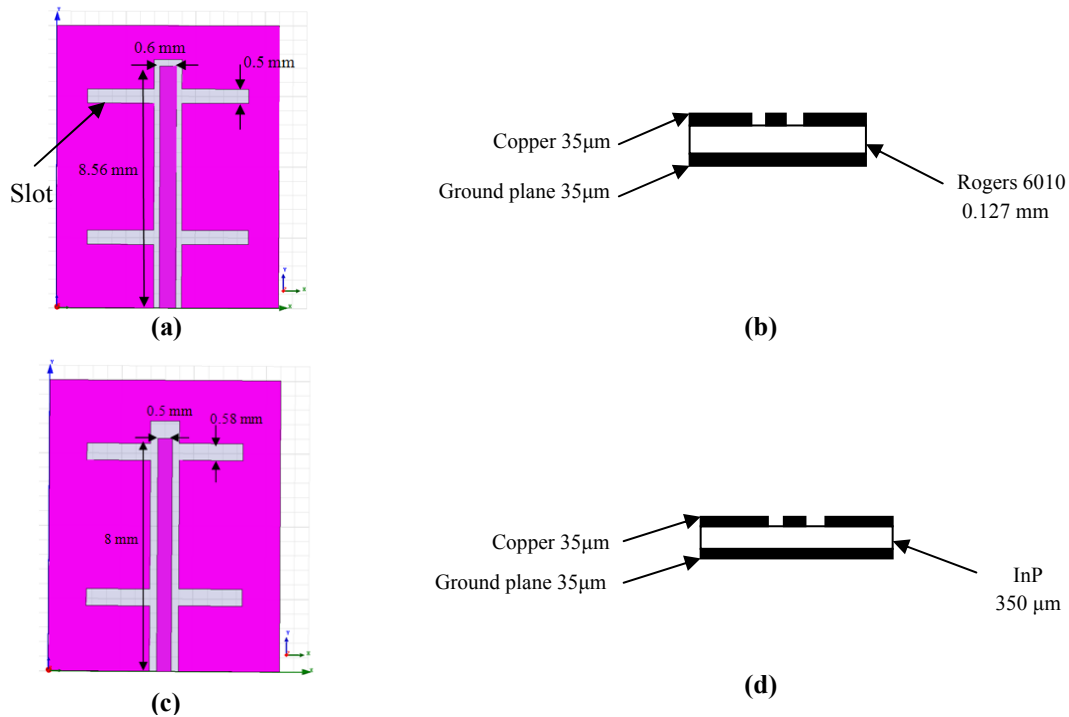 0.6 mm
0.5 mm
8.56 mm
Slot
(a)
Copper 35μm
Ground plane 35μm
Rogers 6010
0.127 mm
(b)
0.5 mm
0.58 mm
8 mm
(c)
Copper 35μm
Ground plane 35μm
InP
350 μm
(d)